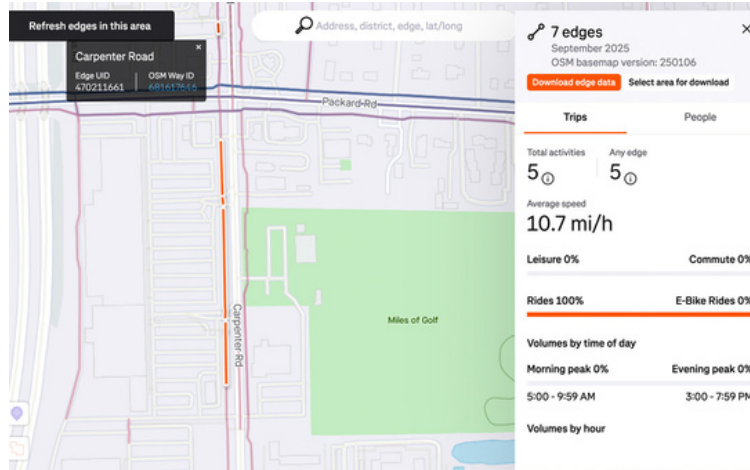 Refresh edges in this area
Address, district, edge, lat/long
Carpenter Road
Edge UID
470211661
OSM Way ID
681617656
Packard-Rd
Carpenter-Rd
Miles of Golf
7 edges
September 2025
OSM basemap version: 250106
Download edge data
Select area for download
Trips
People
Total activities
5
Any edge
5
Average speed
10.7 mi/h
Leisure 0%
Commute 0%
Rides 100%
E-Bike Rides 0%
Volumes by time of day
Morning peak 0%
Evening peak 0%
5:00 - 9:59 AM
3:00 - 7:59 PM
Volumes by hour